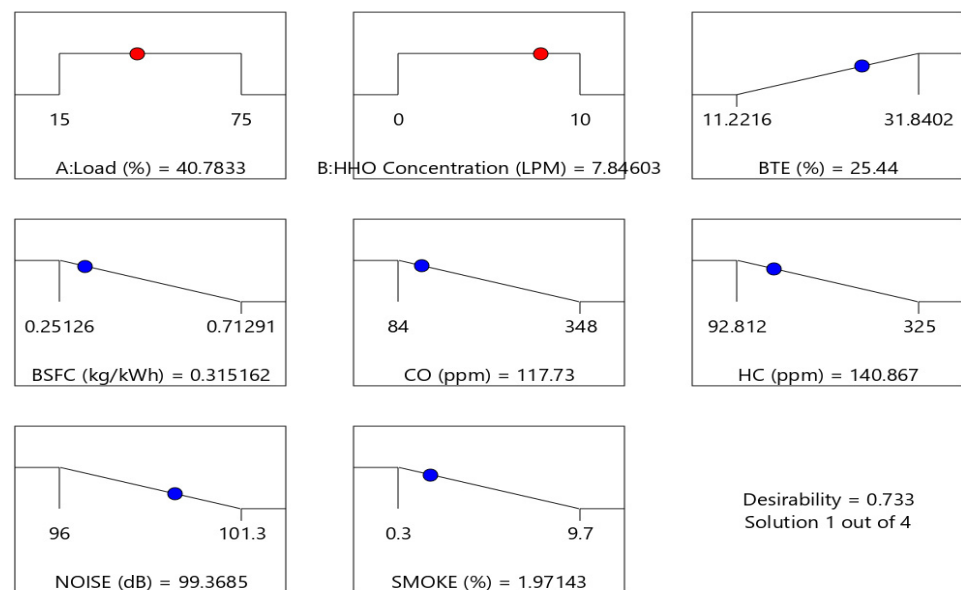 15 75
A:Load (%) = 40.7833
0 10
B:HHO Concentration (LPM) = 7.84603
11.2216 31.8402
BTE (%) = 25.44
0.25126 0.71291
BSFC (kg/kWh) = 0.315162
84 348
CO (ppm) = 117.73
92.812 325
HC (ppm) = 140.867
96 101.3
NOISE (dB) = 99.3685
0.3 9.7
SMOKE (%) = 1.97143
Desirability = 0.733
Solution 1 out of 4